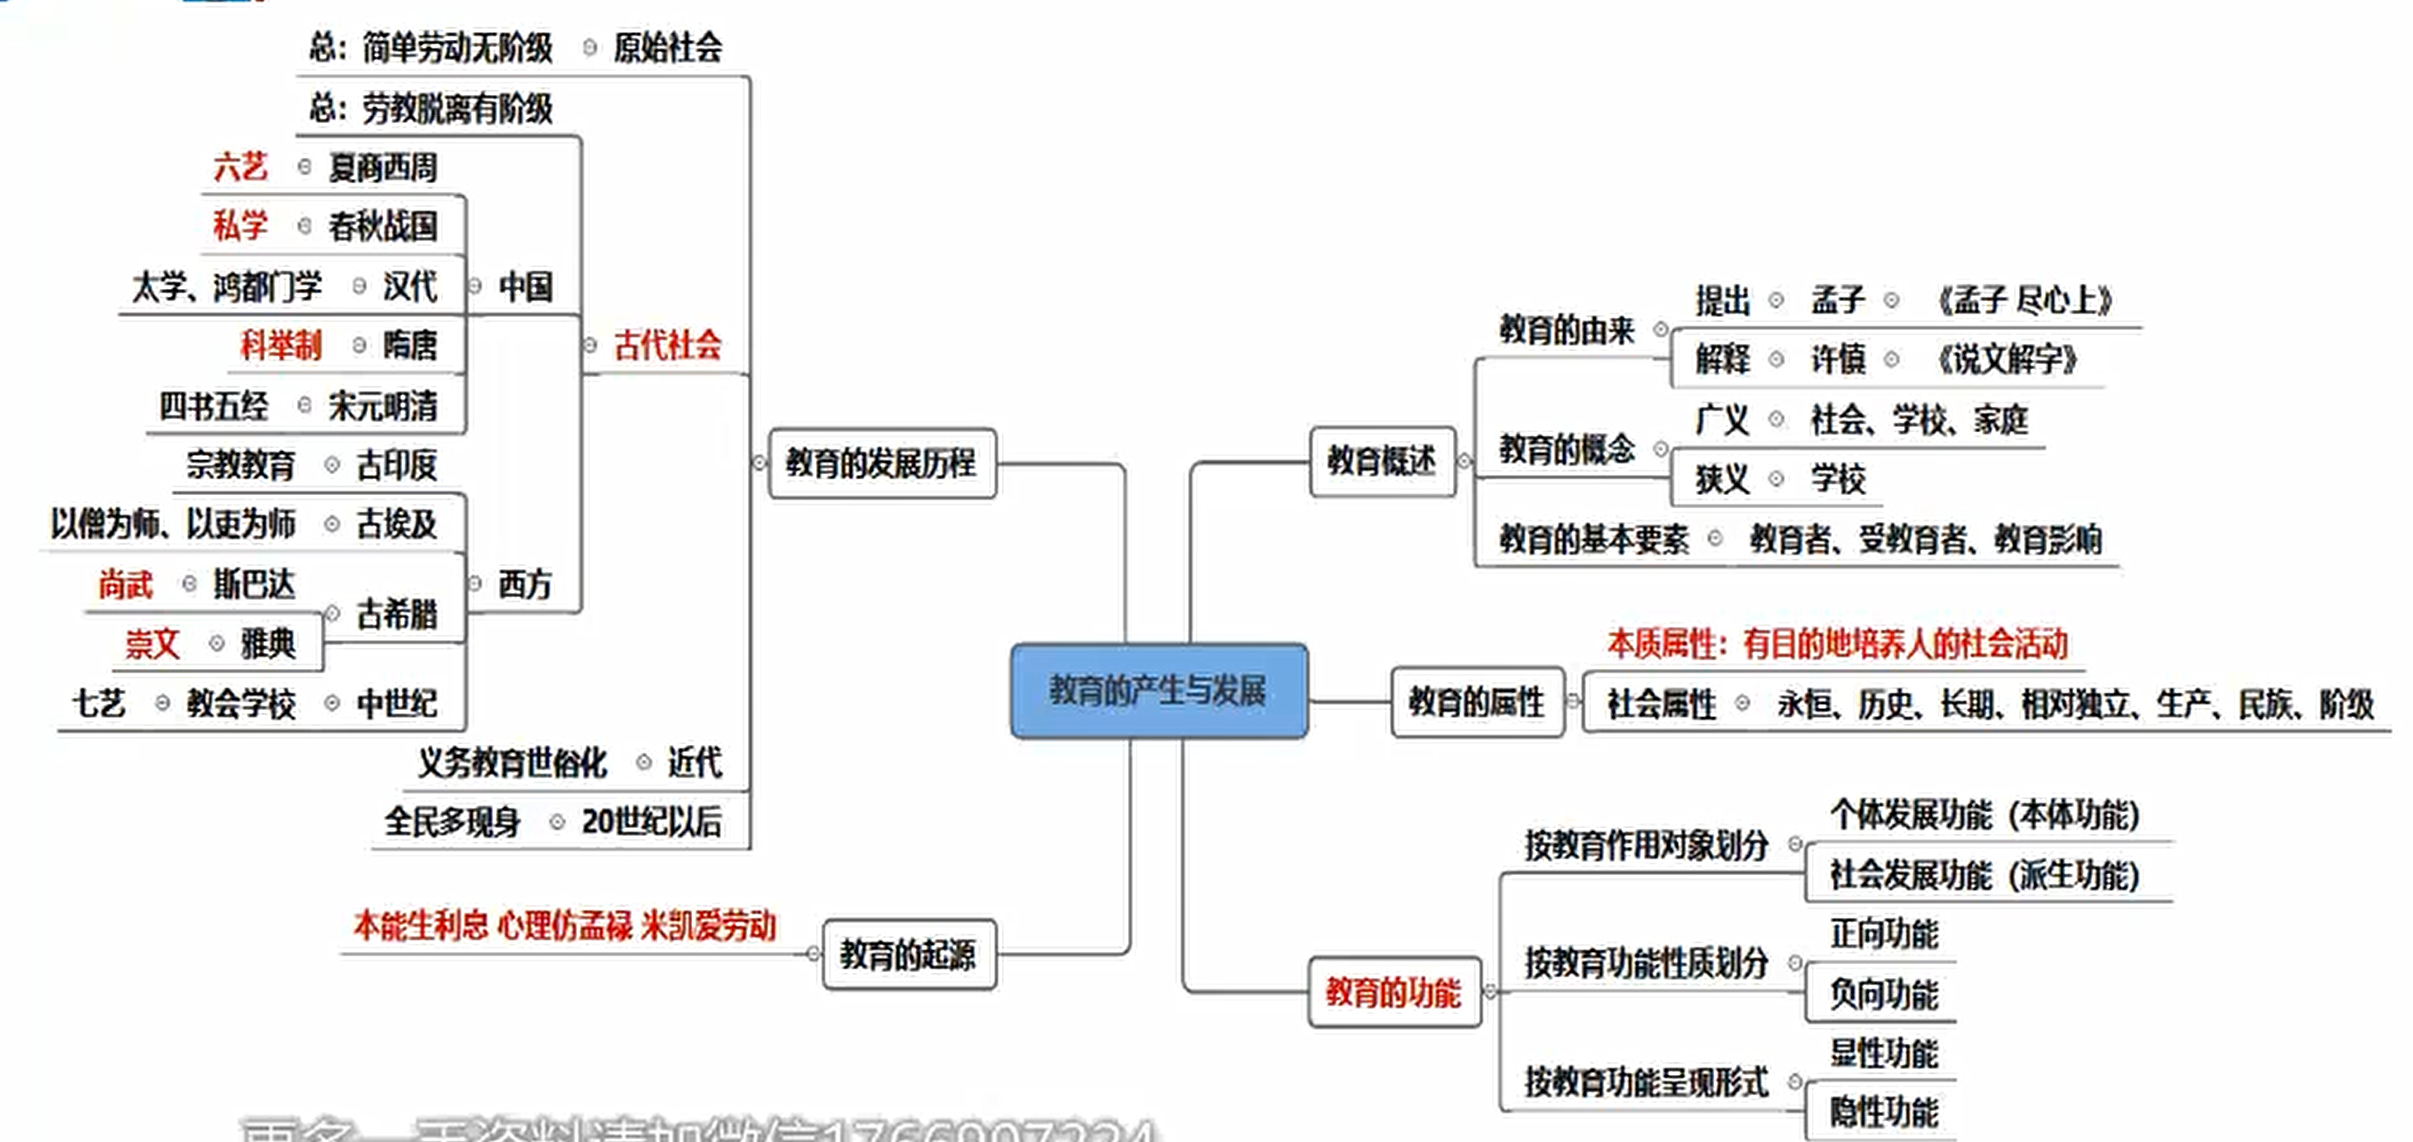 教育的产生与发展
教育概述
教育的由来
提出 孟子 《孟子 尽心上》
解释 许慎 《说文解字》
教育的概念
广义 社会、学校、家庭
狭义 学校
教育的基本要素 教育者、受教育者、教育影响
教育的属性
本质属性：有目的地培养人的社会活动
社会属性 永恒、历史、长期、相对独立、生产、民族、阶级
教育的功能
按教育作用对象划分
个体发展功能（本体功能）
社会发展功能（派生功能）
按教育功能性质划分
正向功能
负向功能
按教育功能呈现形式
显性功能
隐性功能
教育的发展历程
总：简单劳动无阶级 原始社会
古代社会
总：劳教脱离有阶级
中国
六艺 夏商西周
私学 春秋战国
太学、鸿都门学 汉代
科举制 隋唐
四书五经 宋元明清
西方
宗教教育 古印度
以僧为师、以吏为师 古埃及
古希腊
尚武 斯巴达
崇文 雅典
七艺 教会学校 中世纪
义务教育世俗化 近代
全民多现身 20世纪以后
教育的起源
本能生利息 心理仿孟禄 米凯爱劳动